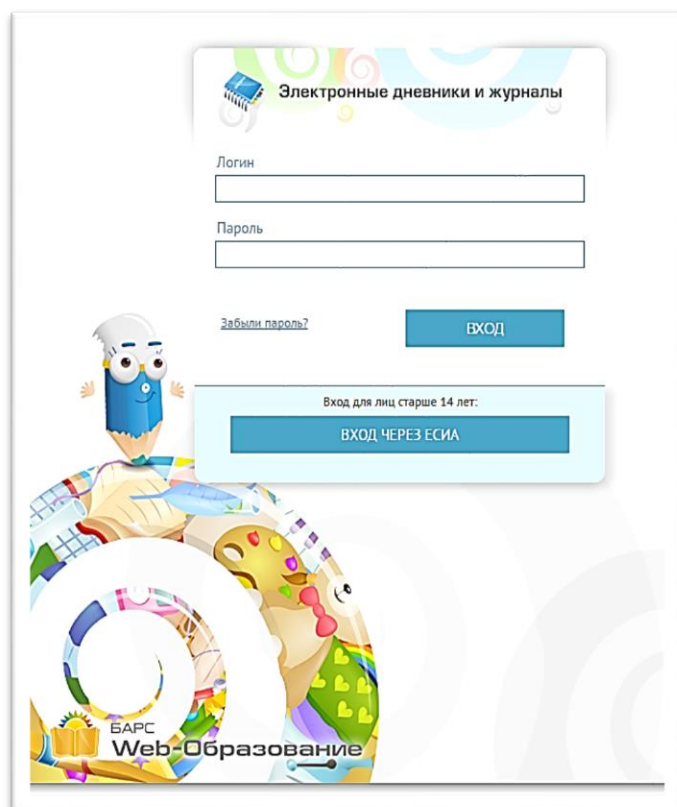 Электронные дневники и журналы
Логин
Пароль
Забыли пароль?
ВХОД
Вход для лиц старше 14 лет:
ВХОД ЧЕРЕЗ ЕСИА
БАРС
Web-Образование